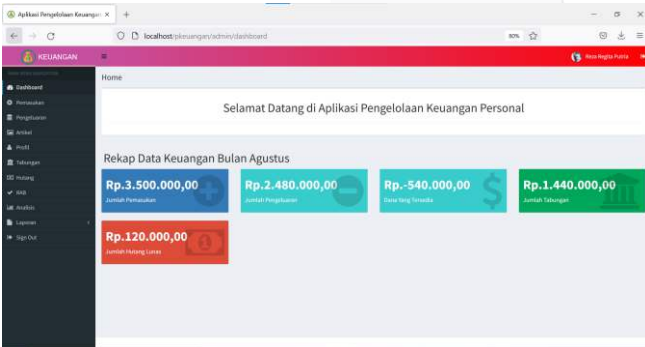 Aplikasi Pengelolaan Keuangan
localhost/pkeuangan/admin/dashboard
80%
KEUANGAN
Reza Regita Putria
Home
Dashboard
Pemasukan
Pengeluaran
Artikel
Profil
Tabungan
Hutang
RAB
Analisis
Laporan
Sign Out
Selamat Datang di Aplikasi Pengelolaan Keuangan Personal
Rekap Data Keuangan Bulan Agustus
Rp.3.500.000,00
Jumlah Pemasukan
Rp.2.480.000,00
Jumlah Pengeluaran
Rp.-540.000,00
Dana Yang Tersedia
Rp.1.440.000,00
Jumlah Tabungan
Rp.120.000,00
Jumlah Hutang Lunas